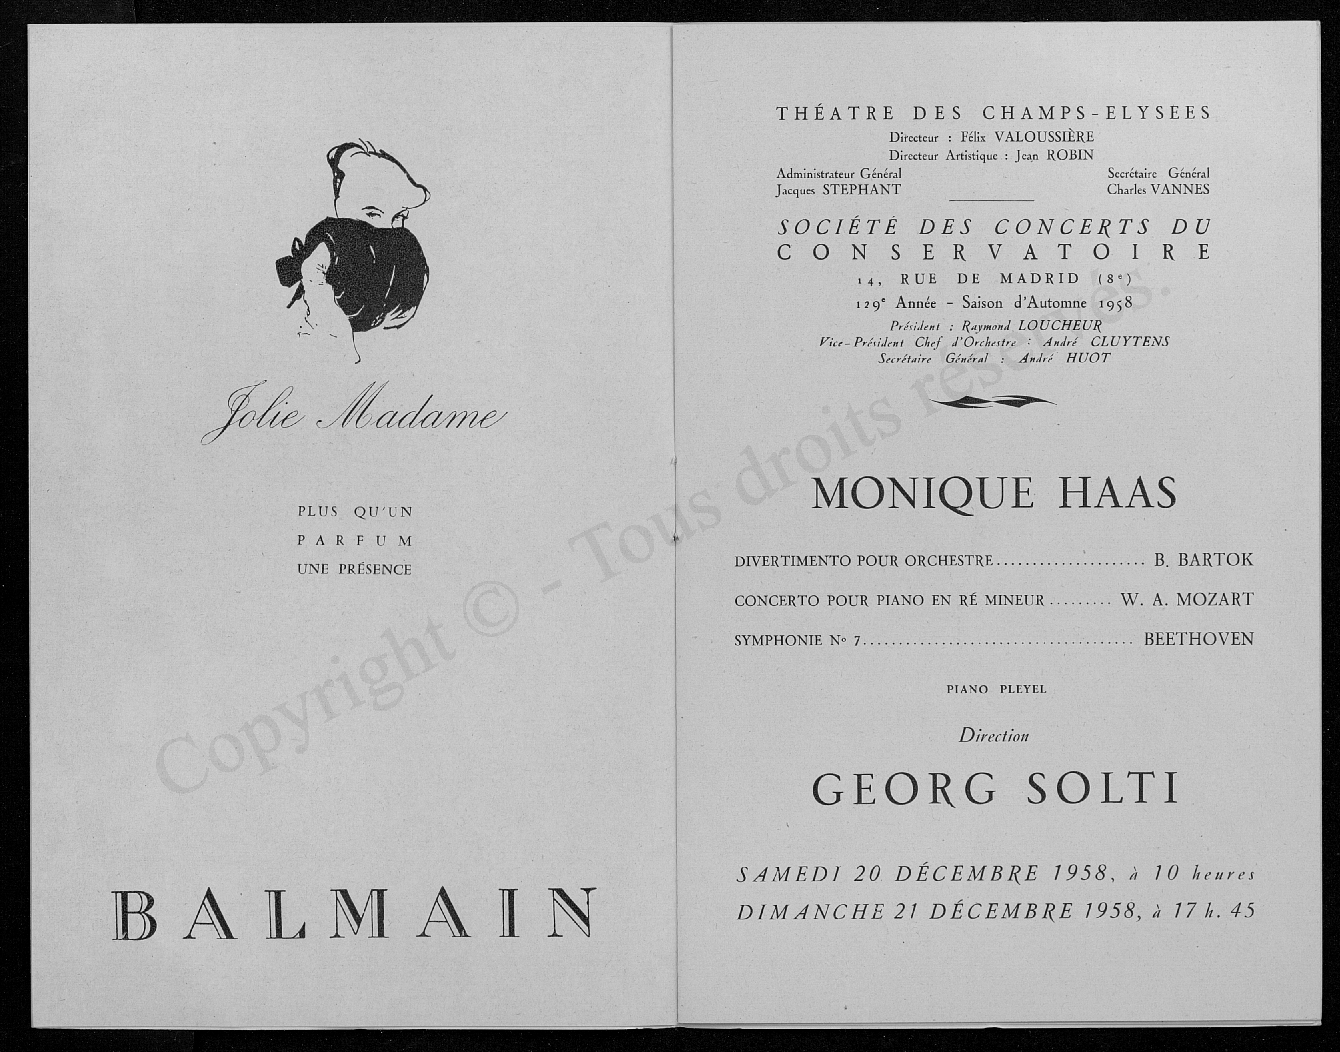 Jolie Madame
PLUS QU'UN
PARFUM
UNE PRÉSENCE
BALMAIN
THÉATRE DES CHAMPS-ELYSEES
Directeur : Félix VALOUSSIÈRE
Directeur Artistique : Jean ROBIN
Administrateur Général Secrétaire Général
Jacques STEPHANT Charles VANNES
SOCIÉTÉ DES CONCERTS DU
CONSERVATOIRE
14, RUE DE MADRID (8e)
129e Année - Saison d'Automne 1958
Président : Raymond LOUCHEUR
Vice-Président Chef d'Orchestre : André CLUYTENS
Secrétaire Général : André HUOT
MONIQUE HAAS
DIVERTIMENTO POUR ORCHESTRE..................... B. BARTOK
CONCERTO POUR PIANO EN RÉ MINEUR ......... W. A. MOZART
SYMPHONIE No 7...................................... BEETHOVEN
PIANO PLEYEL
Direction
GEORG SOLTI
SAMEDI 20 DÉCEMBRE 1958, à 10 heures
DIMANCHE 21 DÉCEMBRE 1958, à 17 h. 45
Copyright © - Tous droits réservés.